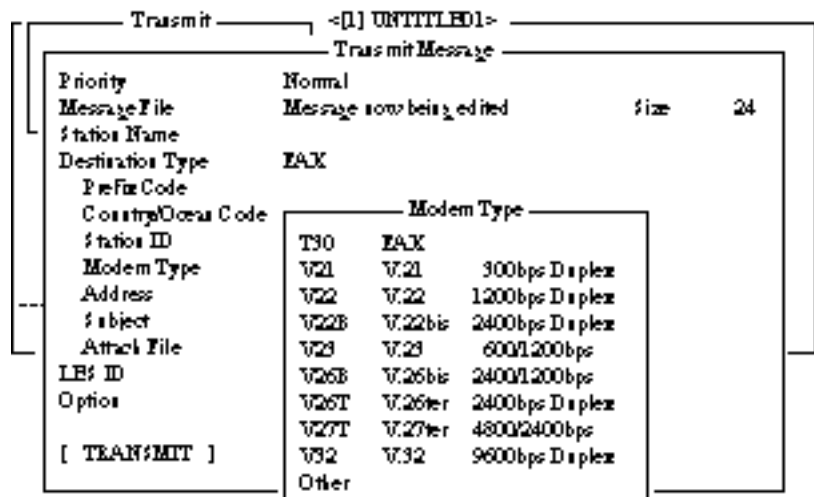 Transmit <[1] UNTITLED1>
Transmit Message
Priority Normal
Message File Message now being edited Size 24
Station Name
Destination Type FAX
Prefix Code
Country/Ocean Code
Station ID
Modem Type
Address
Subject
Attach File
LES ID
Option
[ TRANSMIT ]
Modem Type
T30 FAX
V21 V.21 300bps Duplex
V22 V.22 1200bps Duplex
V22B V.22bis 2400bps Duplex
V23 V.23 600/1200bps
V26B V.26bis 2400/1200bps
V26T V.26ter 2400bps Duplex
V27T V.27ter 4800/2400bps
V32 V.32 9600bps Duplex
Other